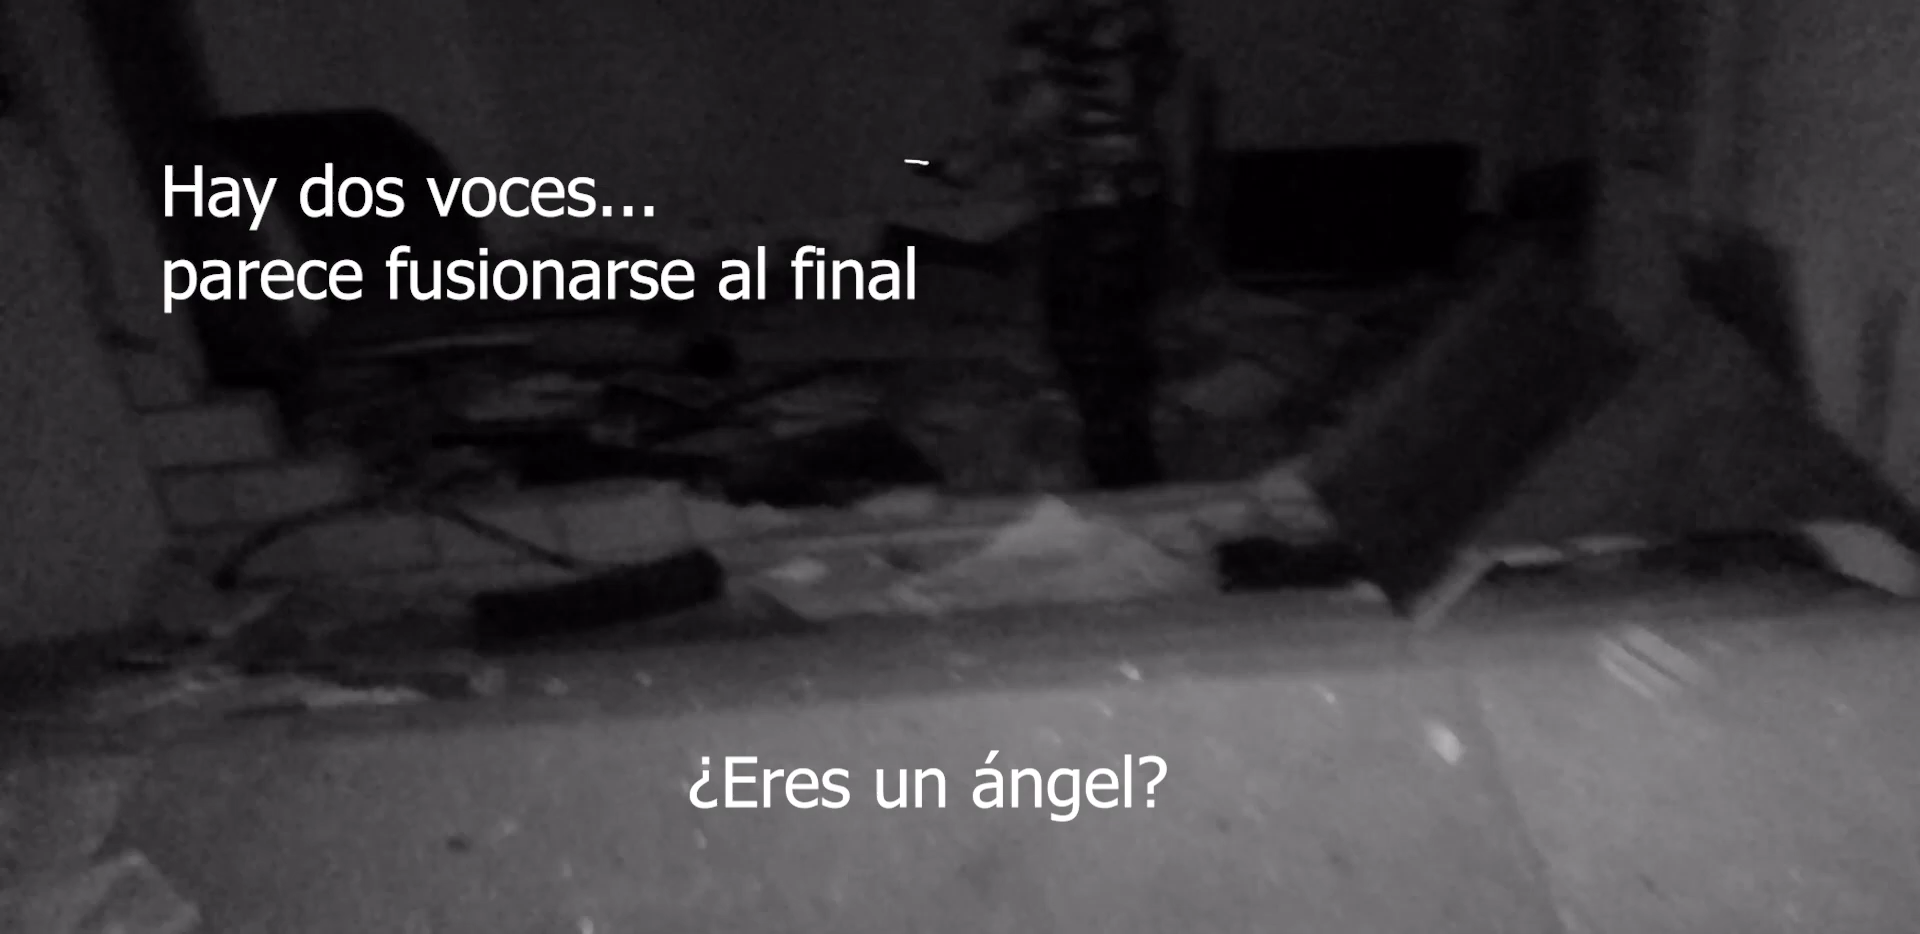 Hay dos voces...
parece fusionarse al final
¿Eres un ángel?